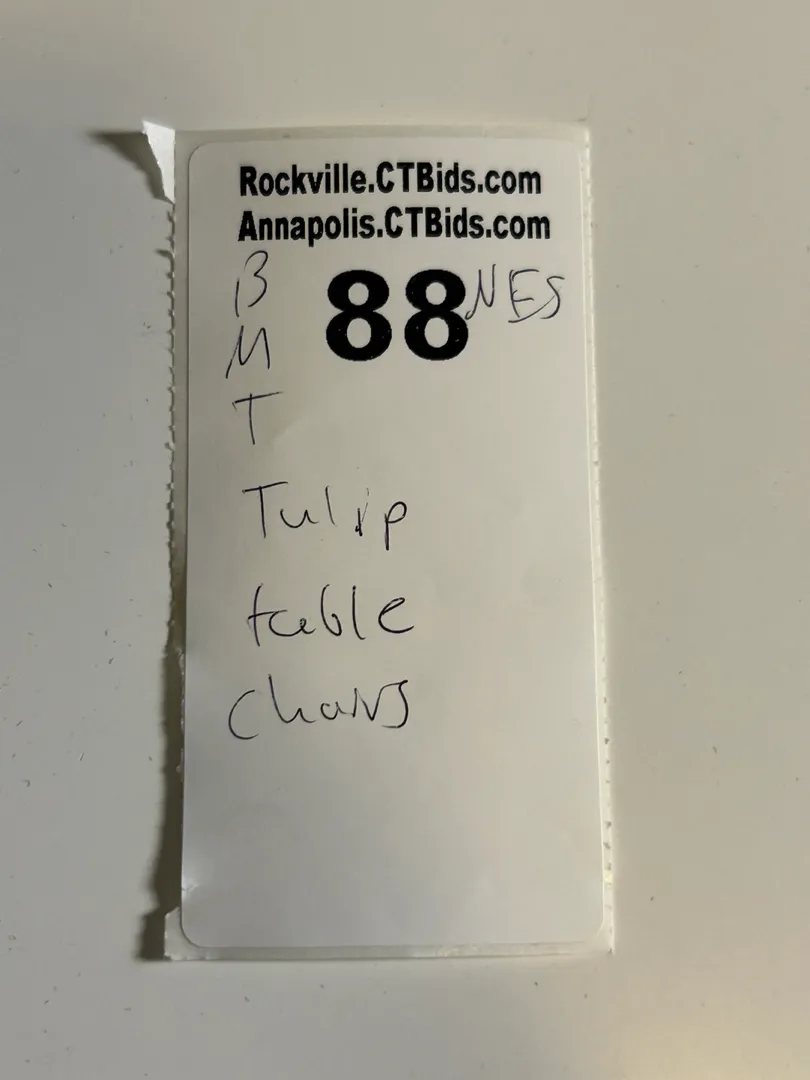 Rockville.CTBids.com
Annapolis.CTBids.com
B
88 NES
M
T
Tulip
table
chairs